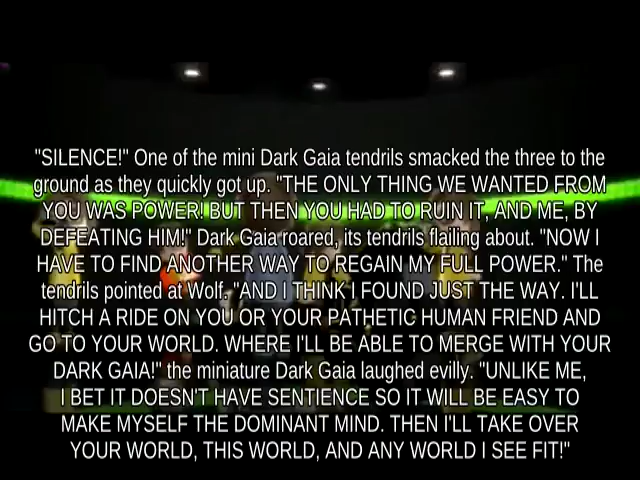 "SILENCE!" One of the mini Dark Gaia tendrils smacked the three to the
ground as they quickly got up. "THE ONLY THING WE WANTED FROM
YOU WAS POWER! BUT THEN YOU HAD TO RUIN IT, AND ME, BY
DEFEATING HIM!" Dark Gaia roared, its tendrils flailing about. "NOW I
HAVE TO FIND ANOTHER WAY TO REGAIN MY FULL POWER." The
tendrils pointed at Wolf. "AND I THINK I FOUND JUST THE WAY. I'LL
HITCH A RIDE ON YOU OR YOUR PATHETIC HUMAN FRIEND AND
GO TO YOUR WORLD. WHERE I'LL BE ABLE TO MERGE WITH YOUR
DARK GAIA!" the miniature Dark Gaia laughed evilly. "UNLIKE ME,
I BET IT DOESN'T HAVE SENTIENCE SO IT WILL BE EASY TO
MAKE MYSELF THE DOMINANT MIND. THEN I'LL TAKE OVER
YOUR WORLD, THIS WORLD, AND ANY WORLD I SEE FIT!"